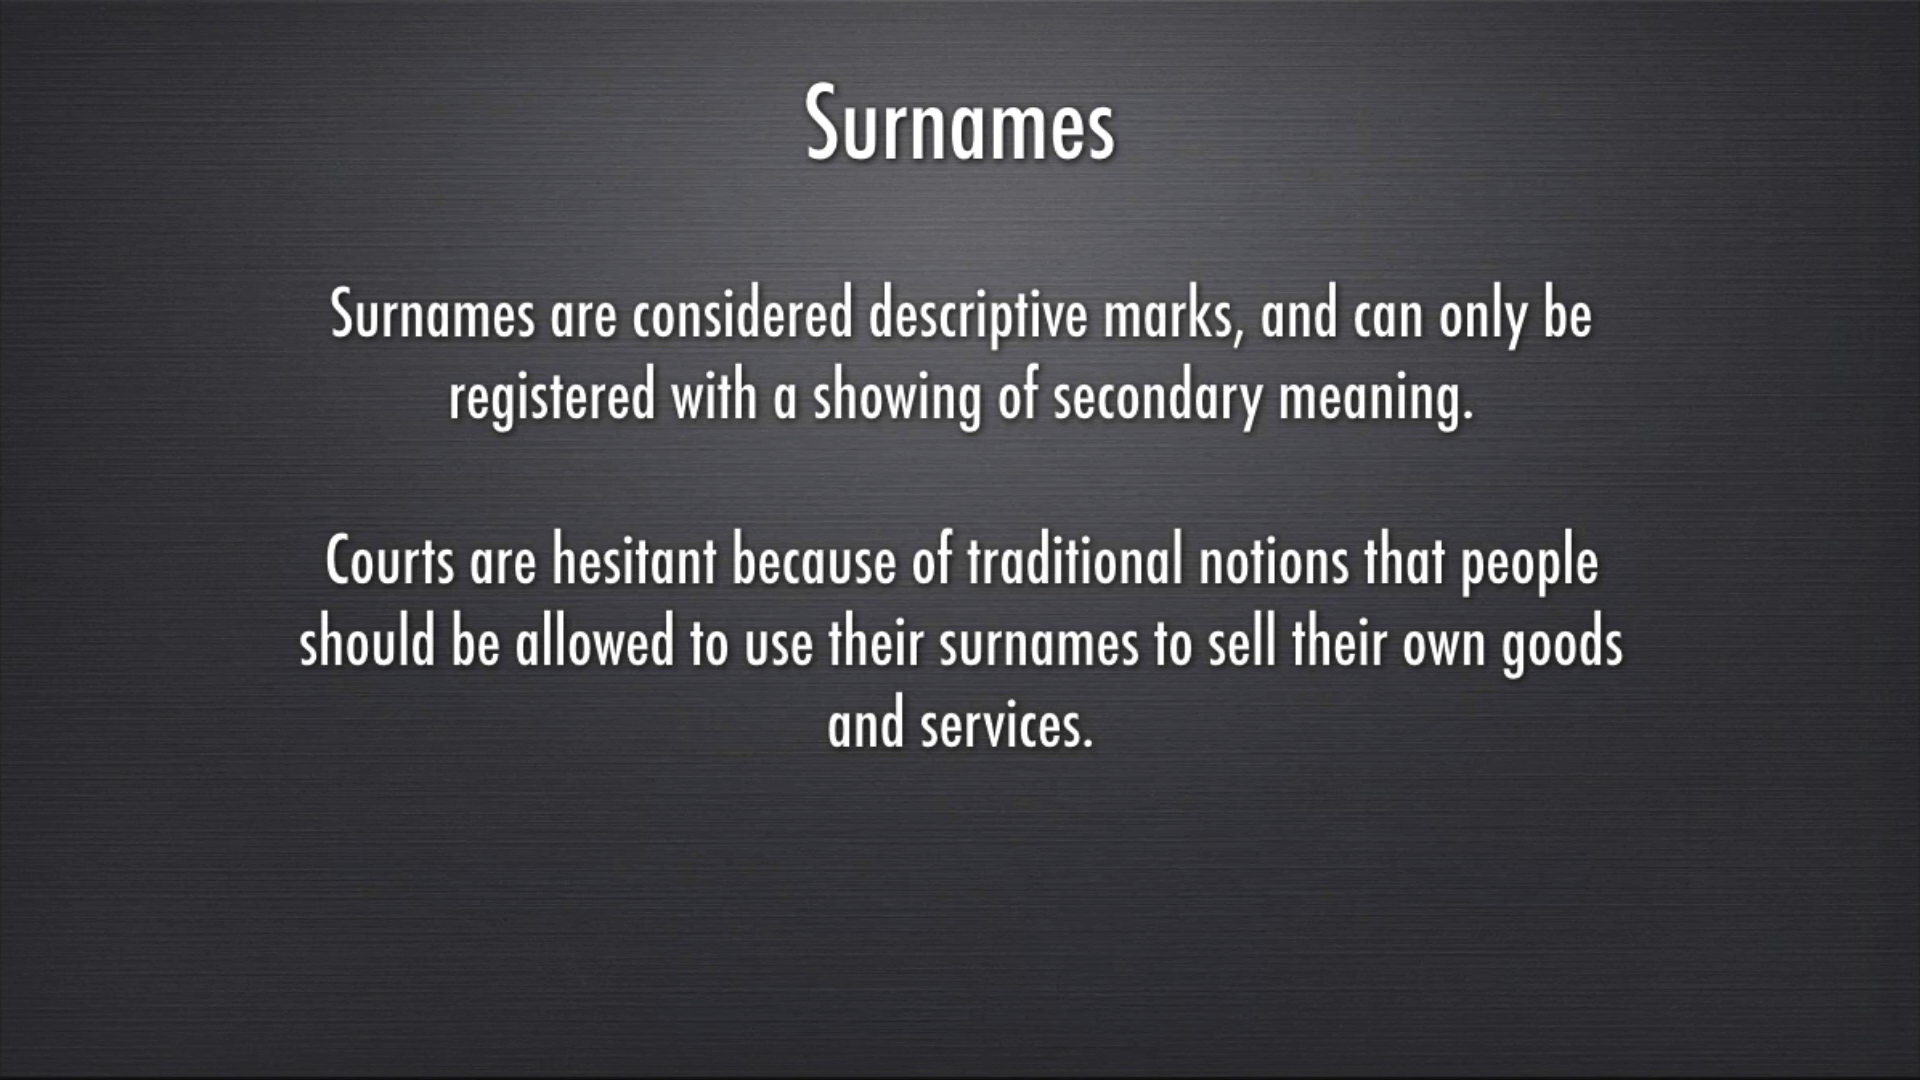 Surnames
Surnames are considered descriptive marks, and can only be
registered with a showing of secondary meaning.
Courts are hesitant because of traditional notions that people
should be allowed to use their surnames to sell their own goods
and services.